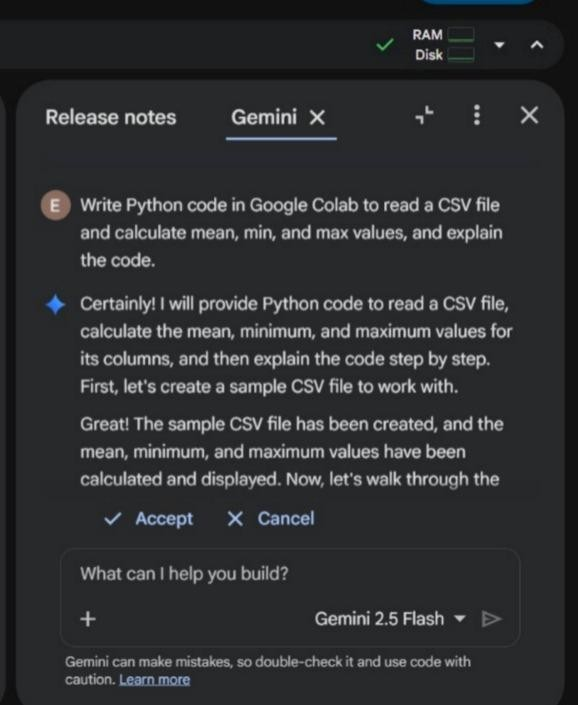 RAM
Disk
Release notes
Gemini
E
Write Python code in Google Colab to read a CSV file
and calculate mean, min, and max values, and explain
the code.
Certainly! I will provide Python code to read a CSV file,
calculate the mean, minimum, and maximum values for
its columns, and then explain the code step by step.
First, let's create a sample CSV file to work with.
Great! The sample CSV file has been created, and the
mean, minimum, and maximum values have been
calculated and displayed. Now, let's walk through the
Accept Cancel
What can I help you build?
Gemini 2.5 Flash
Gemini can make mistakes, so double-check it and use code with
caution. Learn more